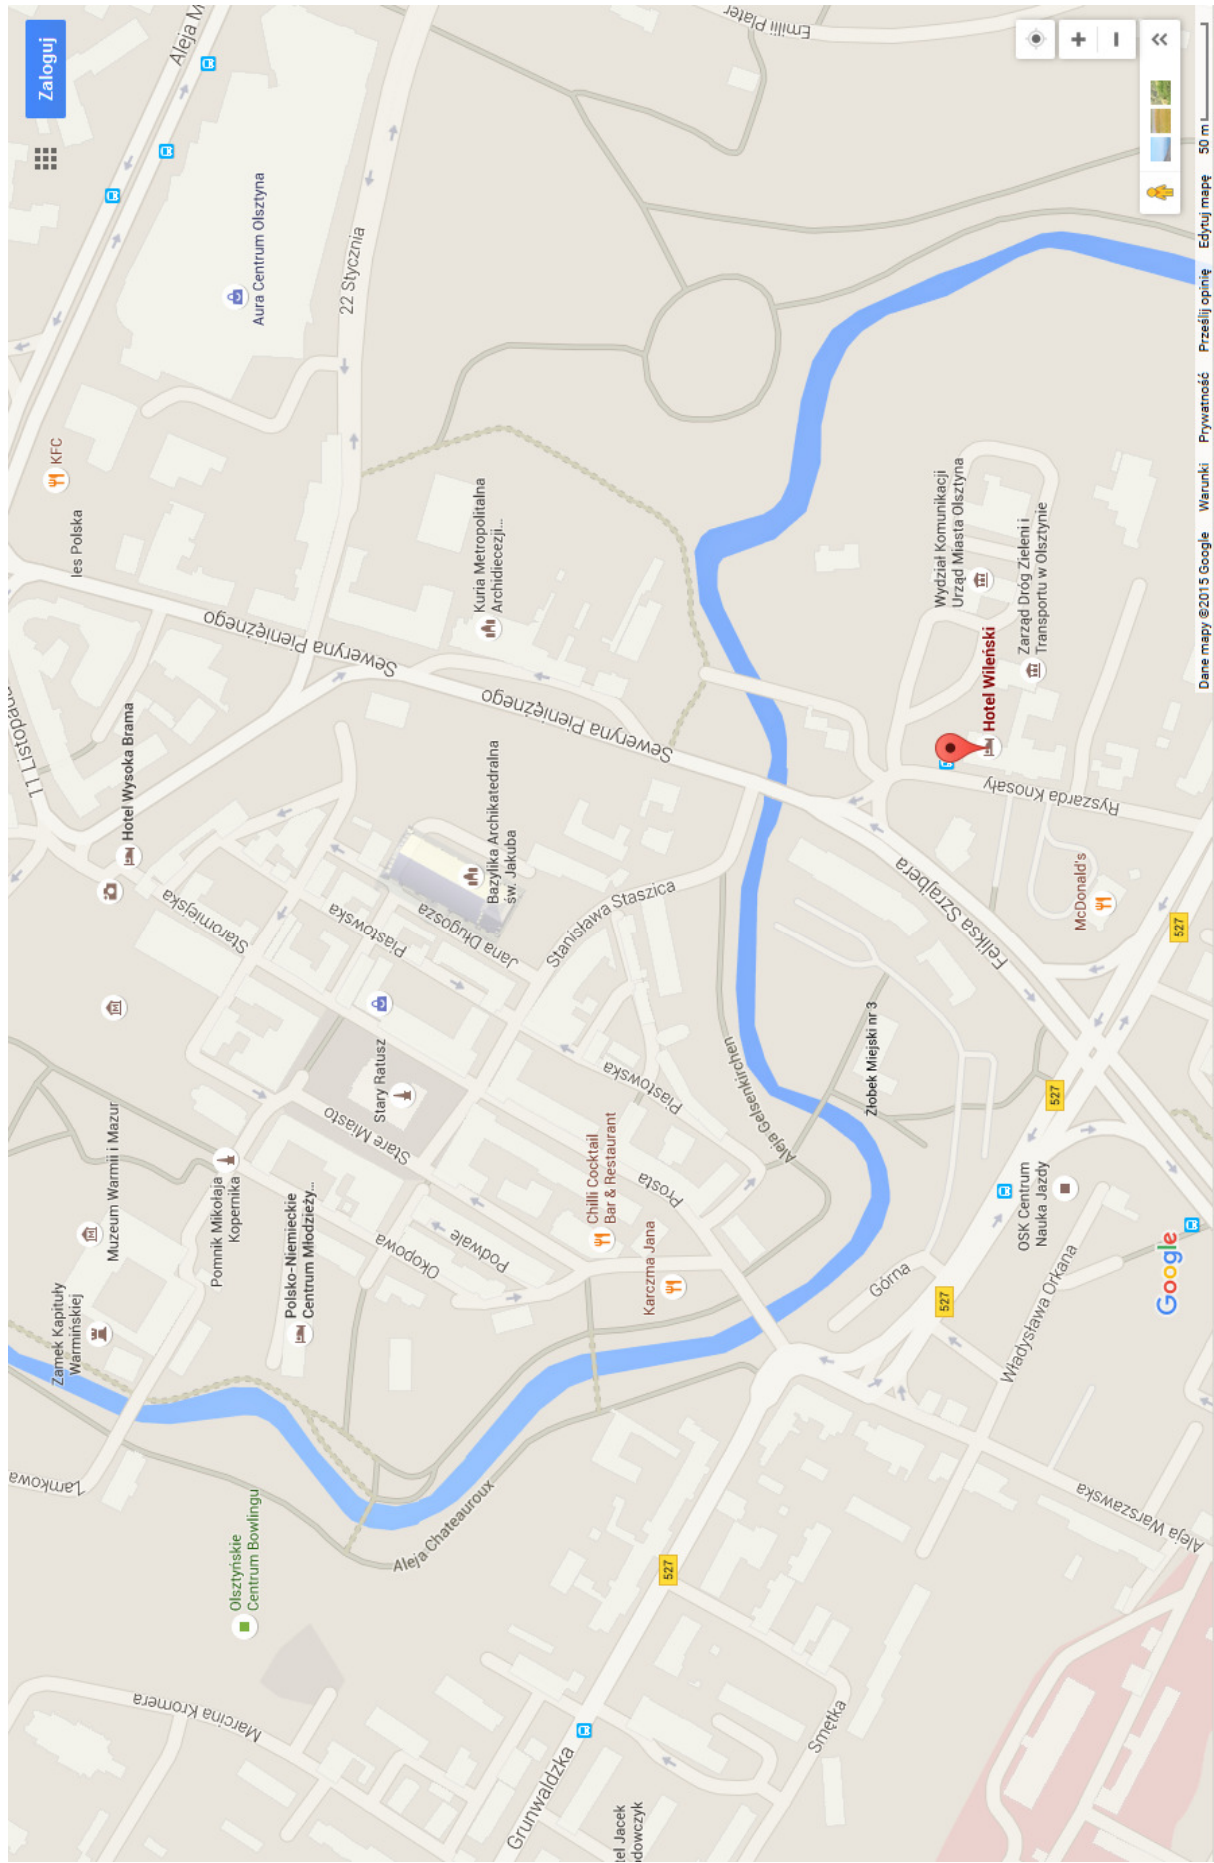 Zaloguj
Aleja M
Emilii Plater
Aura Centrum Olsztyna
22 Stycznia
KFC
les Polska
Seweryna Pieniężnego
Kuria Metropolitalna
Archidiecezji...
Seweryna Pieniężnego
11 Listopada
Hotel Wysoka Brama
Staromiejska
Piastowska
Jana Długosza
Bazylika Archikatedralna
św. Jakuba
Stanisława Staszica
Wydział Komunikacji
Urząd Miasta Olsztyna
Zarząd Dróg Zieleni i
Transportu w Olsztynie
Hotel Wileński
Ryszarda Knosały
McDonald's
Feliksa Szrajbera
527
Żłobek Miejski nr 3
Aleja Gelsenkirchen
527
Stary Ratusz
Stare Miasto
Piastowska
Chilli Cocktail
Bar & Restaurant
Prosta
Karczma Jana
Muzeum Warmii i Mazur
Pomnik Mikołaja
Kopernika
Polsko-Niemieckie
Centrum Młodzieży...
Okopowa
Podwale
Zamek Kapituły
Warmińskiej
Zamkowa
OSK Centrum
Nauka Jazdy
Górna
527
Władysława Orkana
Aleja Warszawska
Aleja Chateauroux
Olsztyńskie
Centrum Bowlingu
Marcina Kromera
527
Grunwaldzka
Smętka
tel Jacek
dowczyk
Google
Dane mapy ©2015 Google
Warunki
Prywatność
Prześlij opinię
Edytuj mapę
50 m